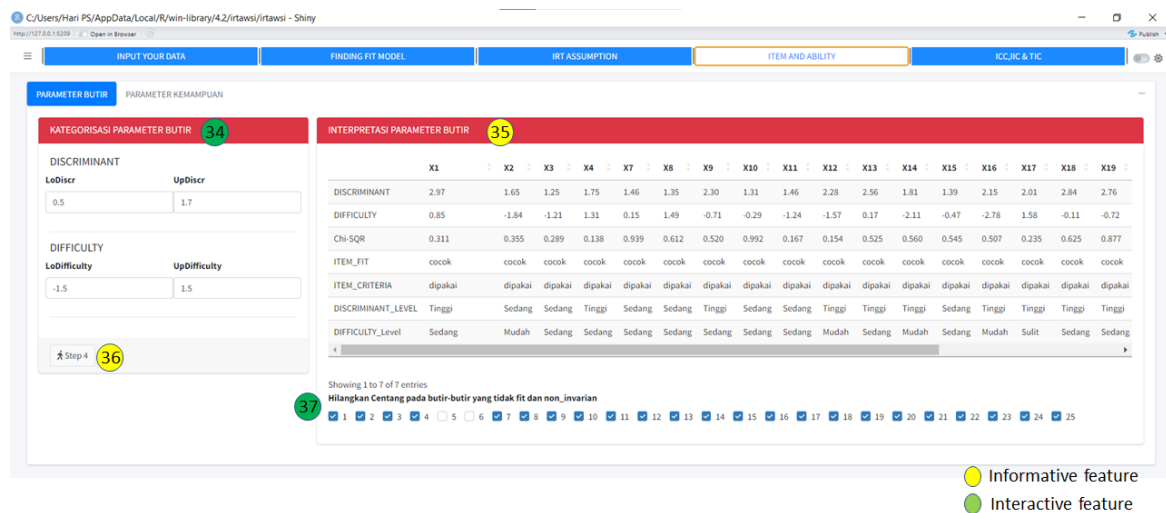 C:/Users/Hari PS/AppData/Local/R/win-library/4.2/irtawsi/irtawsi - Shiny
http://127.0.0.1:5209 Open in Browser Publish
INPUT YOUR DATA FINDING FIT MODEL IRT ASSUMPTION ITEM AND ABILITY ICC,IIC & TIC
PARAMETER BUTIR PARAMETER KEMAMPUAN
KATEGORISASI PARAMETER BUTIR 34
DISCRIMINANT
LoDiscr UpDiscr
0.5 1.7
DIFFICULTY
LoDifficulty UpDifficulty
-1.5 1.5
Step 4 36
INTERPRETASI PARAMETER BUTIR 35
X1 X2 X3 X4 X7 X8 X9 X10 X11 X12 X13 X14 X15 X16 X17 X18 X19
DISCRIMINANT 2.97 1.65 1.25 1.75 1.46 1.35 2.30 1.31 1.46 2.28 2.56 1.81 1.39 2.15 2.01 2.84 2.76
DIFFICULTY 0.85 -1.84 -1.21 1.31 0.15 1.49 -0.71 -0.29 -1.24 -1.57 0.17 -2.11 -0.47 -2.78 1.58 -0.11 -0.72
Chi-SQR 0.311 0.355 0.289 0.138 0.939 0.612 0.520 0.992 0.167 0.154 0.525 0.560 0.545 0.507 0.235 0.625 0.877
ITEM_FIT cocok cocok cocok cocok cocok cocok cocok cocok cocok cocok cocok cocok cocok cocok cocok cocok cocok
ITEM_CRITERIA dipakai dipakai dipakai dipakai dipakai dipakai dipakai dipakai dipakai dipakai dipakai dipakai dipakai dipakai dipakai dipakai dipakai
DISCRIMINANT_LEVEL Tinggi Sedang Sedang Tinggi Sedang Sedang Tinggi Sedang Sedang Tinggi Tinggi Tinggi Sedang Tinggi Tinggi Tinggi Tinggi
DIFFICULTY_Level Sedang Mudah Sedang Sedang Sedang Sedang Sedang Sedang Sedang Mudah Sedang Mudah Sedang Mudah Sulit Sedang Sedang
Showing 1 to 7 of 7 entries
Hilangkan Centang pada butir-butir yang tidak fit dan non_invarian
37 1 2 3 4 5 6 7 8 9 10 11 12 13 14 15 16 17 18 19 20 21 22 23 24 25
Informative feature
Interactive feature